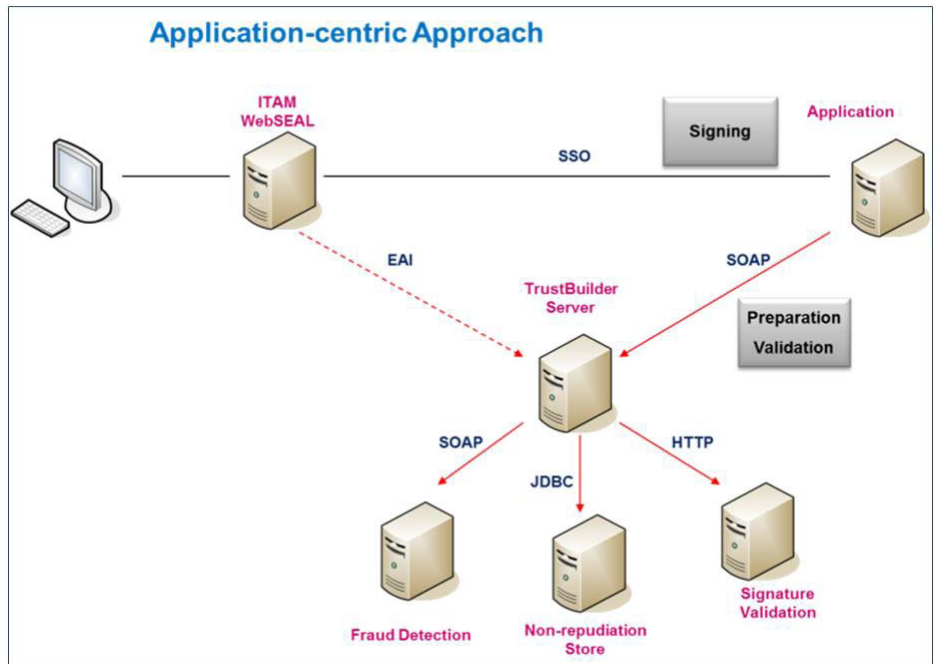 Application-centric Approach
ITAM
WebSEAL
Signing
Application
SSO
EAI
SOAP
TrustBuilder
Server
Preparation
Validation
SOAP
JDBC
HTTP
Fraud Detection
Non-repudiation
Store
Signature
Validation